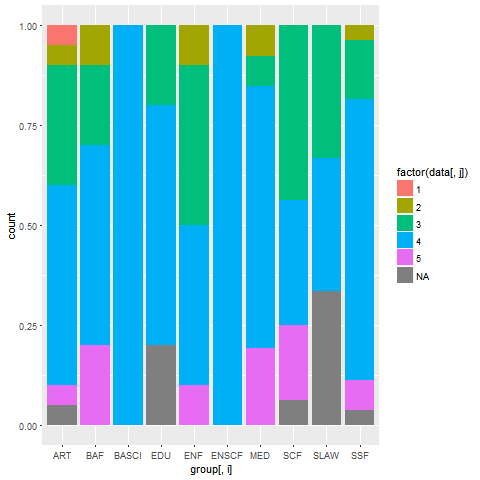 1.00
0.75
0.50
0.25
0.00
count
ART BAF BASCI EDU ENF ENSCF MED SCF SLAW SSF
group[, i]
factor(data[, j])
1
2
3
4
5
NA